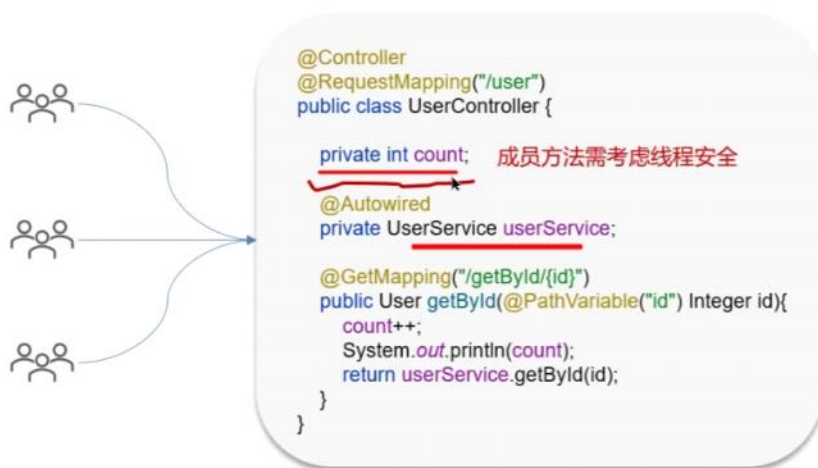 @Controller
@RequestMapping("/user")
public class UserController {
private int count; 成员方法需考虑线程安全
@Autowired
private UserService userService;
@GetMapping("/getById/{id}")
public User getById(@PathVariable("id") Integer id){
count++;
System.out.println(count);
return userService.getById(id);
}
}